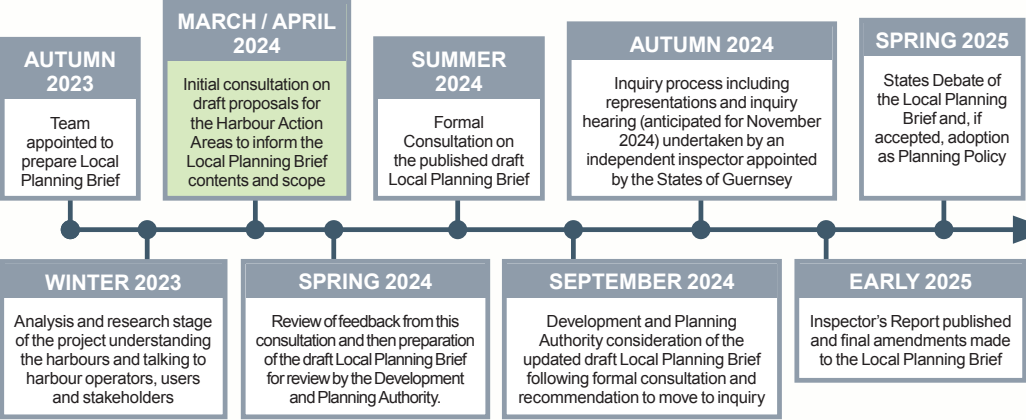 AUTUMN
2023
Team
appointed to
prepare Local
Planning Brief
MARCH / APRIL
2024
Initial consultation on
draft proposals for
the Harbour Action
Areas to inform the
Local Planning Brief
contents and scope
SUMMER
2024
Formal
Consultation on
the published draft
Local Planning Brief
AUTUMN 2024
Inquiry process including
representations and inquiry
hearing (anticipated for November
2024) undertaken by an
independent inspector appointed
by the States of Guernsey
SPRING 2025
States Debate of
the Local Planning
Brief and, if
accepted, adoption
as Planning Policy
WINTER 2023
Analysis and research stage
of the project understanding
the harbours and talking to
harbour operators, users
and stakeholders
SPRING 2024
Review of feedback from this
consultation and then preparation
of the draft Local Planning Brief
for review by the Development
and Planning Authority.
SEPTEMBER 2024
Development and Planning
Authority consideration of the
updated draft Local Planning Brief
following formal consultation and
recommendation to move to inquiry
EARLY 2025
Inspector’s Report published
and final amendments made
to the Local Planning Brief